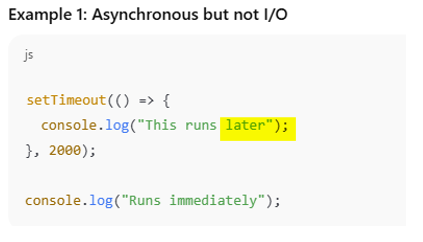 Example 1: Asynchronous but not I/O
js
setTimeout(() => {
  console.log("This runs later");
}, 2000);
console.log("Runs immediately");